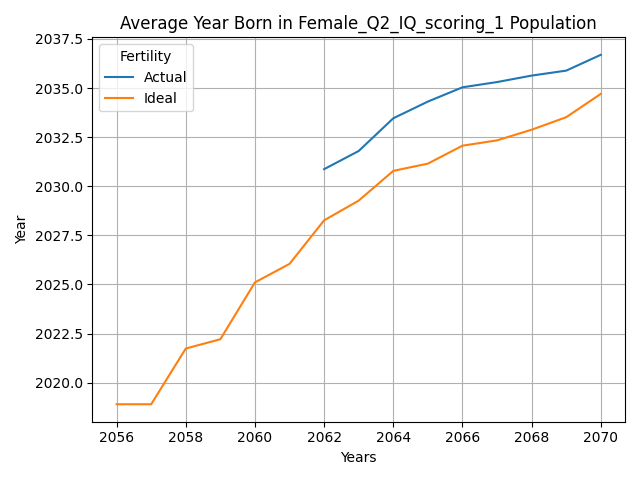 Average Year Born in Female_Q2_IQ_scoring_1 Population
Fertility
Actual
Ideal
2037.5
2035.0
2032.5
2030.0
2027.5
2025.0
2022.5
2020.0
Year
2056 2058 2060 2062 2064 2066 2068 2070
Years